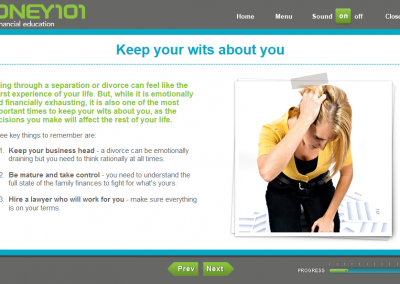 ONEY101
nancial education
Home Menu Sound on off Close
Keep your wits about you
ing through a separation or divorce can feel like the
rst experience of your life. But, while it is emotionally
d financially exhausting, it is also one of the most
portant times to keep your wits about you, as the
cisions you make will affect the rest of your life.
ee key things to remember are:
1. Keep your business head - a divorce can be emotionally
draining but you need to think rationally at all times.
2. Be mature and take control - you need to understand the
full state of the family finances to fight for what's yours.
3. Hire a lawyer who will work for you - make sure everything
is on your terms.
Prev Next
PROGRESS